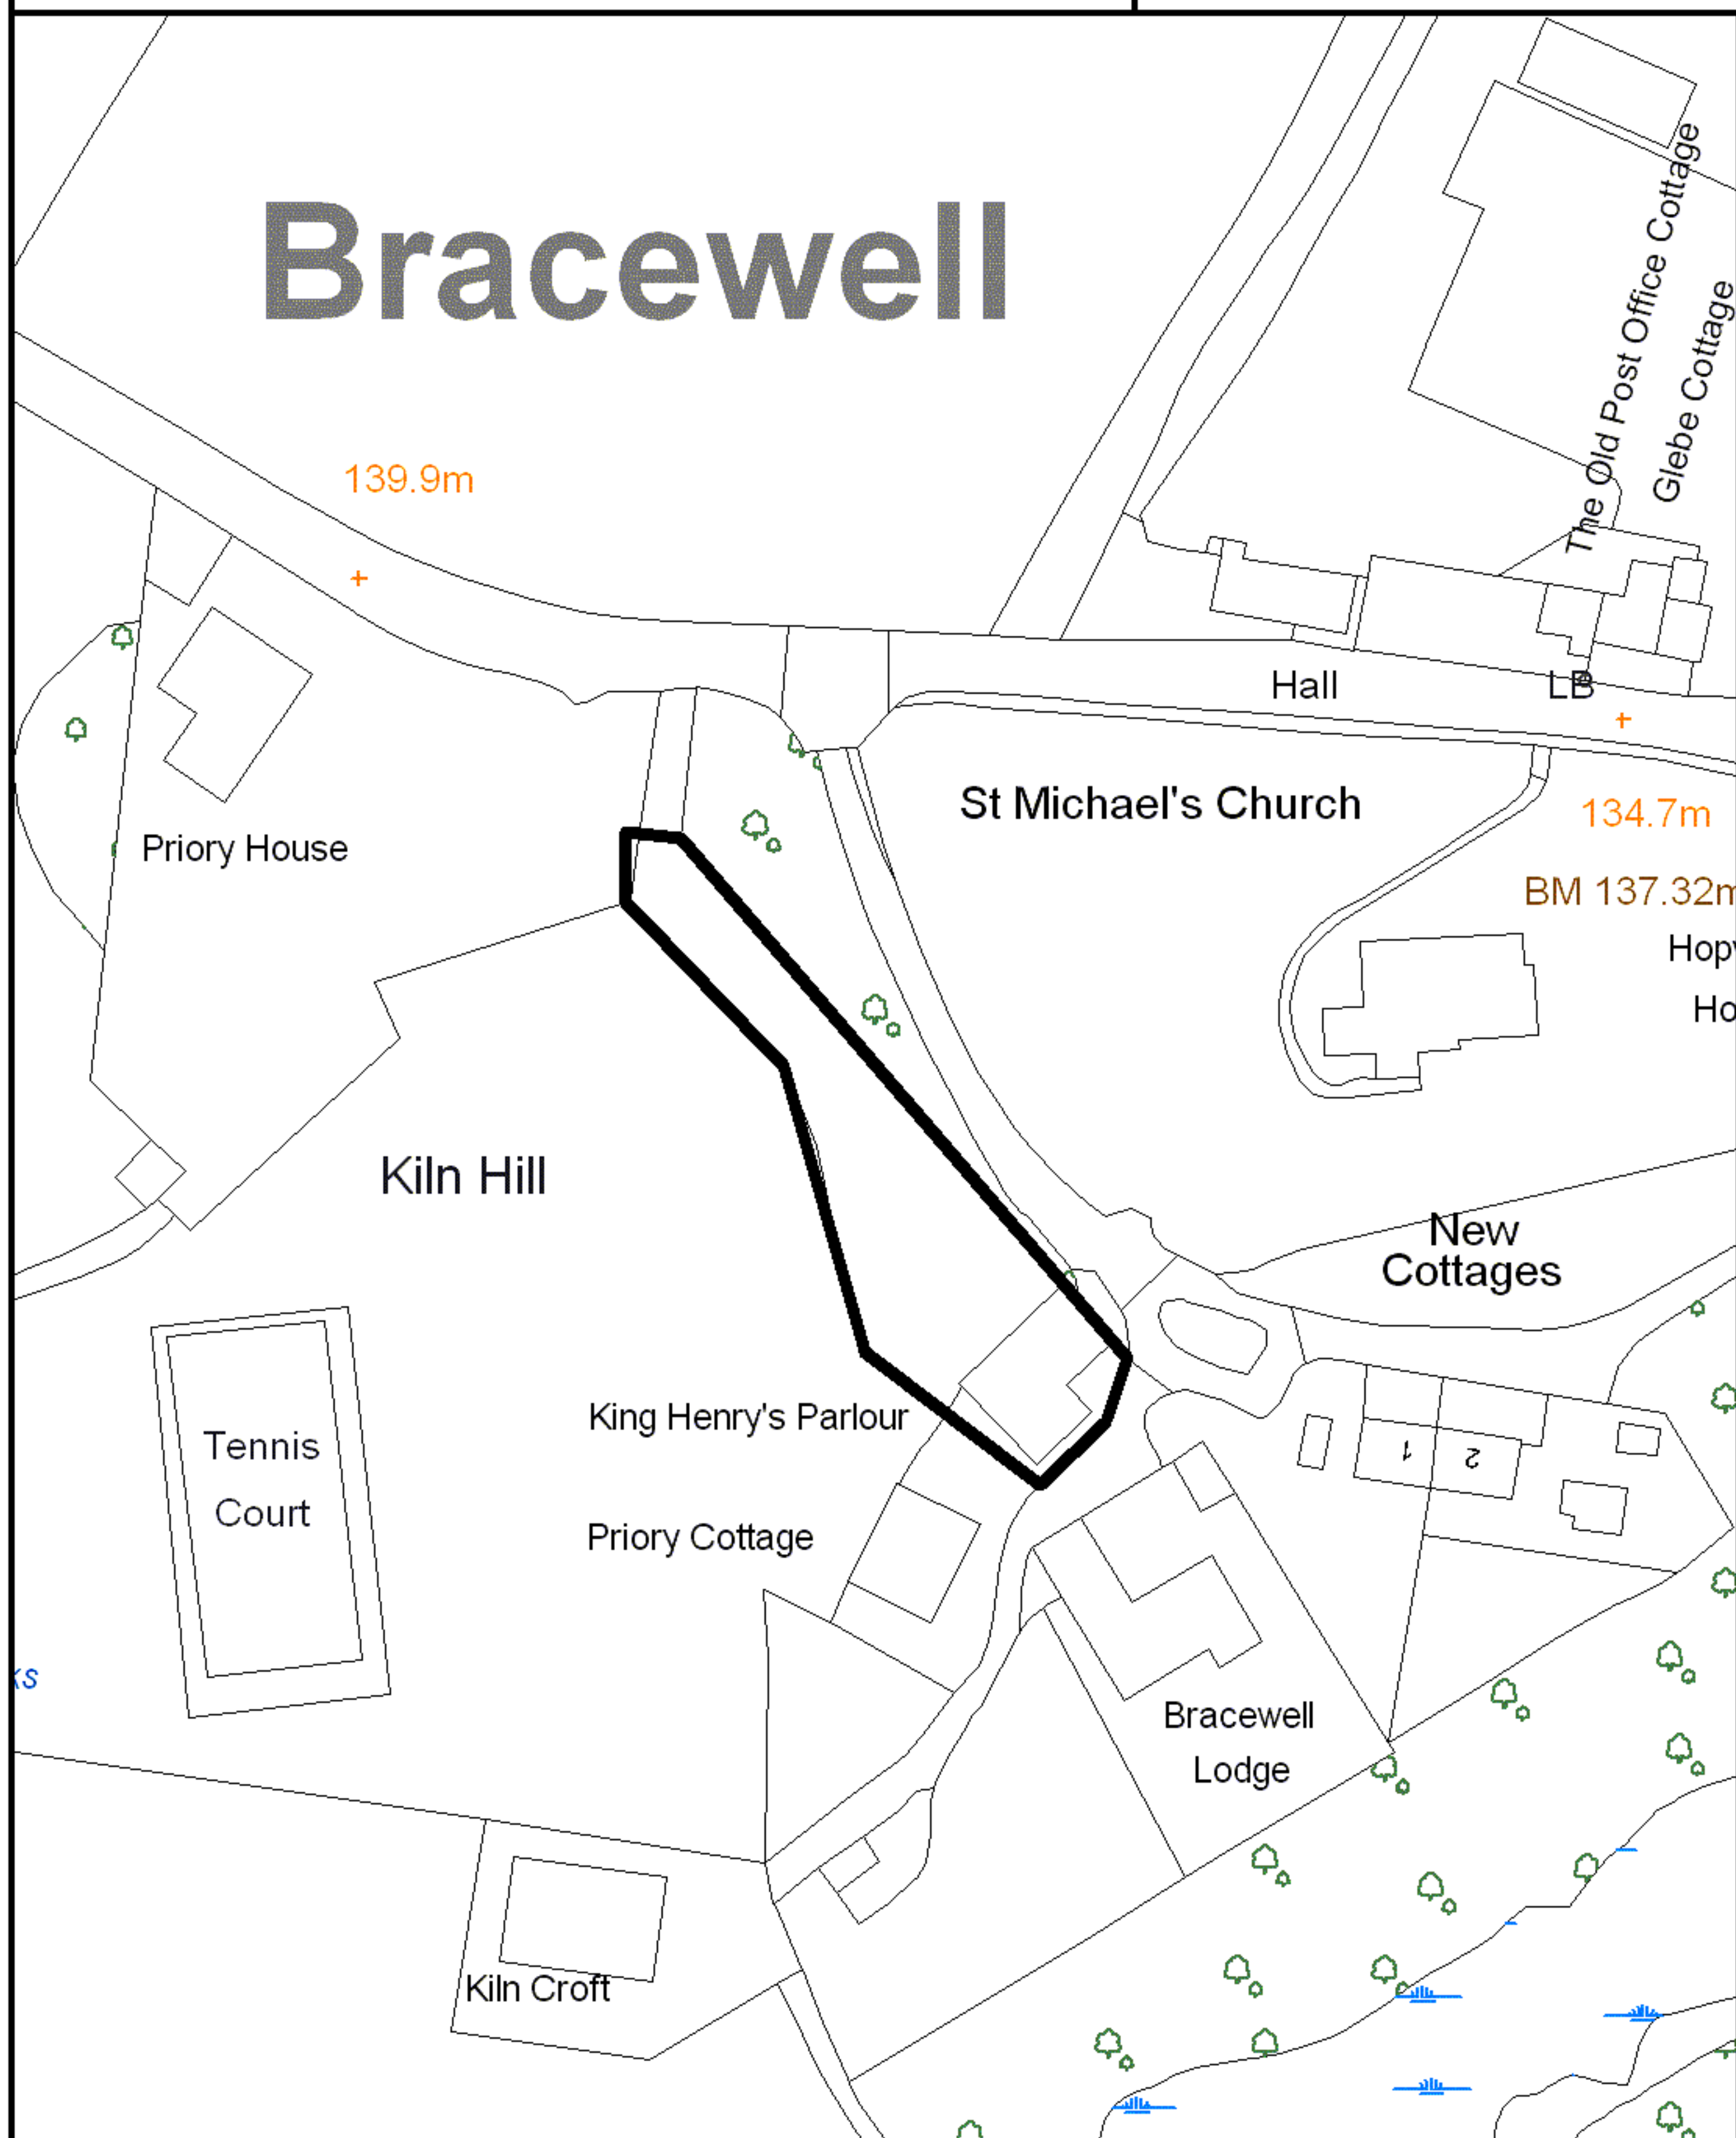 Bracewell
The Old Post Office Cottage
Glebe Cottage
139.9m
Hall
LB
St Michael's Church
134.7m
Priory House
BM 137.32m
Kiln Hill
New
Cottages
King Henry's Parlour
Tennis
Court
1
2
Priory Cottage
Bracewell
Lodge
Kiln Croft